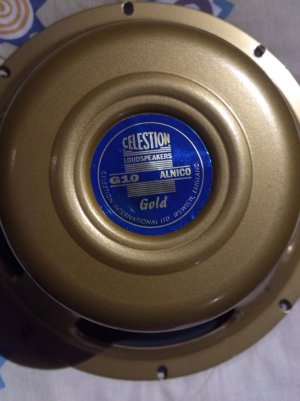 CELESTION
LOUDSPEAKERS
G10 ALNICO
Gold
CELESTION INTERNATIONAL LTD. IPSWICH, ENGLAND